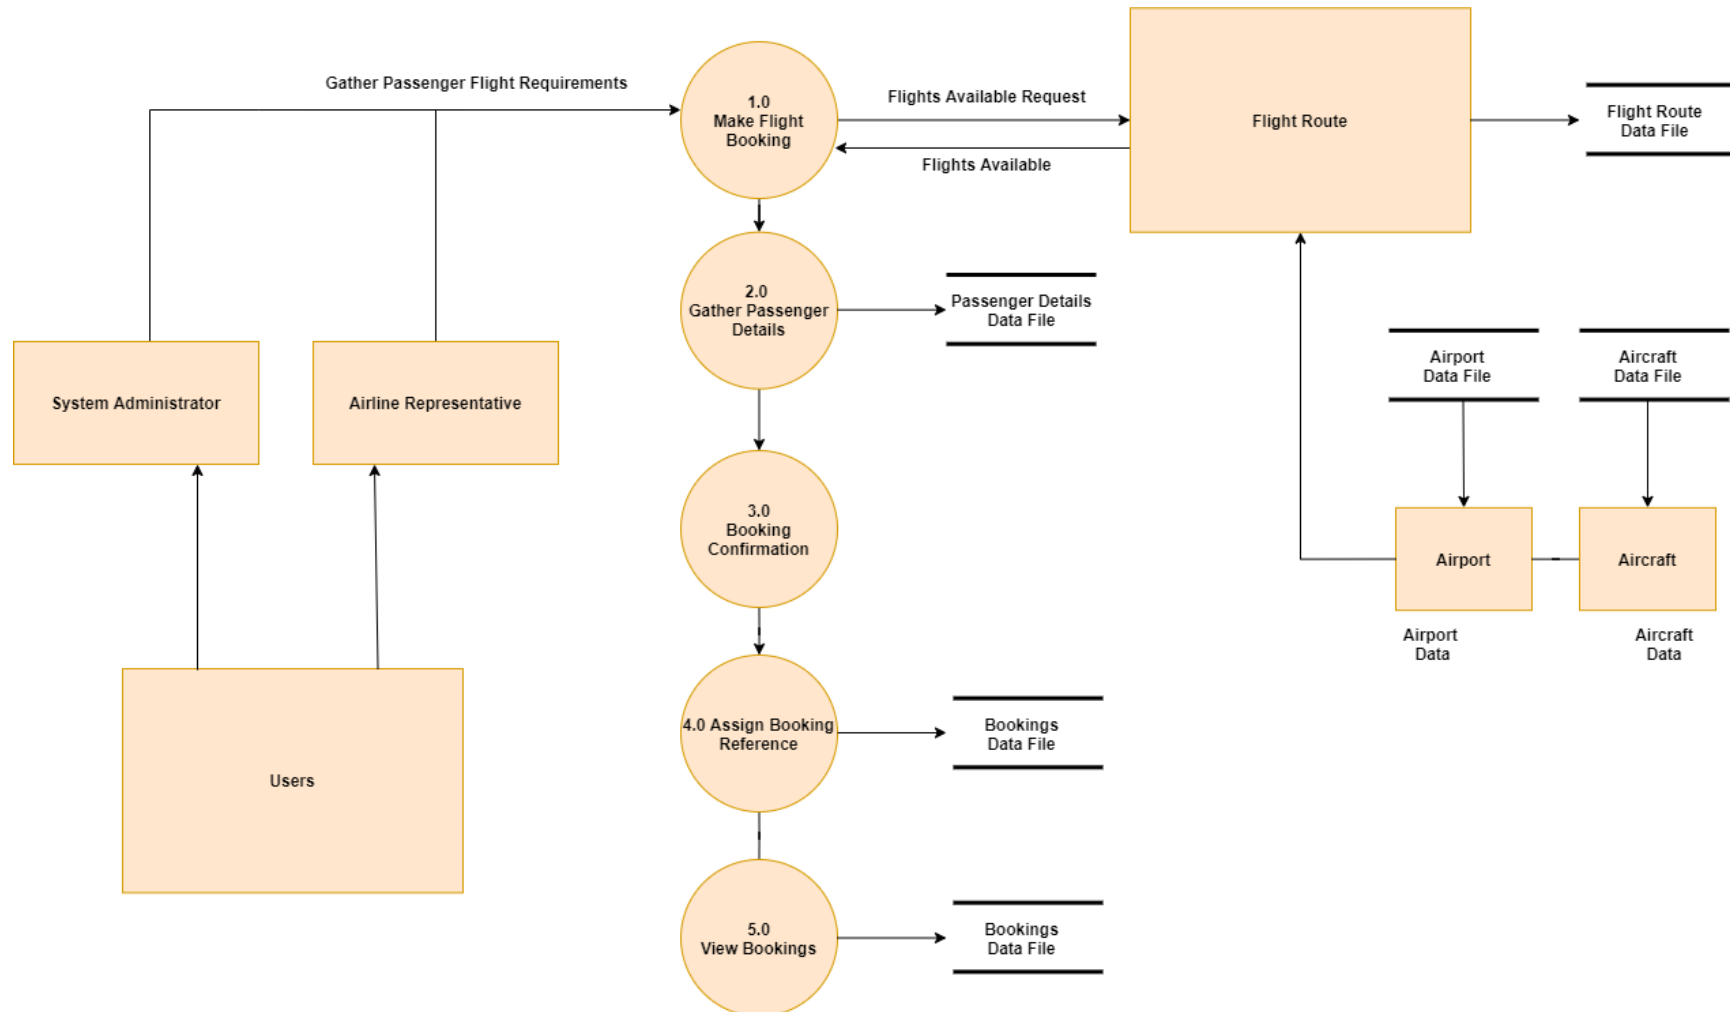 Gather Passenger Flight Requirements
1.0
Make Flight
Booking
Flights Available Request
Flights Available
Flight Route
Flight Route
Data File
2.0
Gather Passenger
Details
Passenger Details
Data File
System Administrator
Airline Representative
Airport
Data File
Aircraft
Data File
3.0
Booking
Confirmation
Airport
Aircraft
Airport
Data
Aircraft
Data
4.0 Assign Booking
Reference
Bookings
Data File
Users
5.0
View Bookings
Bookings
Data File